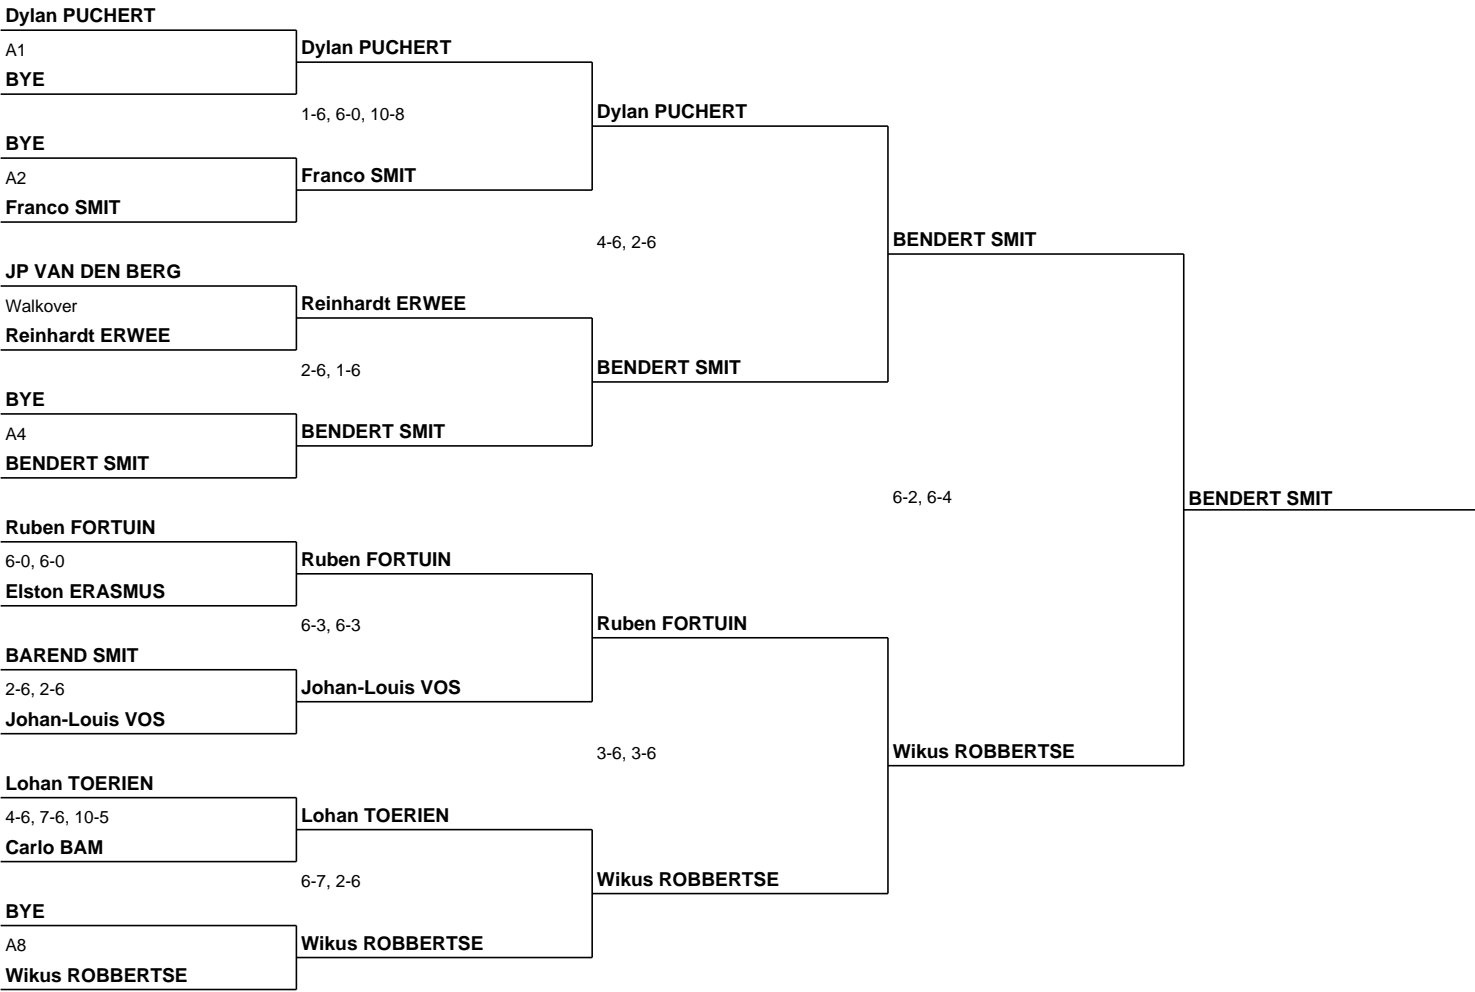 Dylan PUCHERT
A1
BYE
BYE
A2
Franco SMIT
JP VAN DEN BERG
Walkover
Reinhardt ERWEE
BYE
A4
BENDERT SMIT
Ruben FORTUIN
6-0, 6-0
Elston ERASMUS
BAREND SMIT
2-6, 2-6
Johan-Louis VOS
Lohan TOERIEN
4-6, 7-6, 10-5
Carlo BAM
BYE
A8
Wikus ROBBERTSE
Dylan PUCHERT
1-6, 6-0, 10-8
Franco SMIT
Reinhardt ERWEE
2-6, 1-6
BENDERT SMIT
Ruben FORTUIN
6-3, 6-3
Johan-Louis VOS
Lohan TOERIEN
6-7, 2-6
Wikus ROBBERTSE
Dylan PUCHERT
4-6, 2-6
BENDERT SMIT
Ruben FORTUIN
3-6, 3-6
Wikus ROBBERTSE
BENDERT SMIT
6-2, 6-4
Wikus ROBBERTSE
BENDERT SMIT